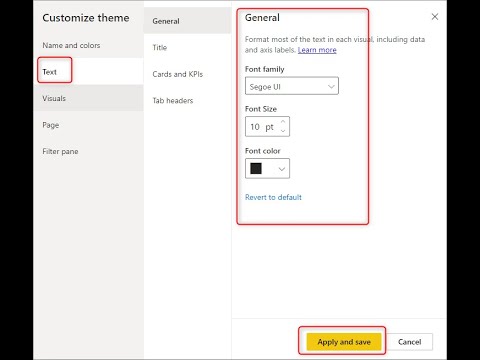 Customize theme
Name and colors
Text
Visuals
Page
Filter pane
General
Title
Cards and KPIs
Tab headers
General
Format most of the text in each visual, including data
and axis labels. Learn more
Font family
Segoe UI
Font Size
10 pt
Font color
Revert to default
Apply and save
Cancel